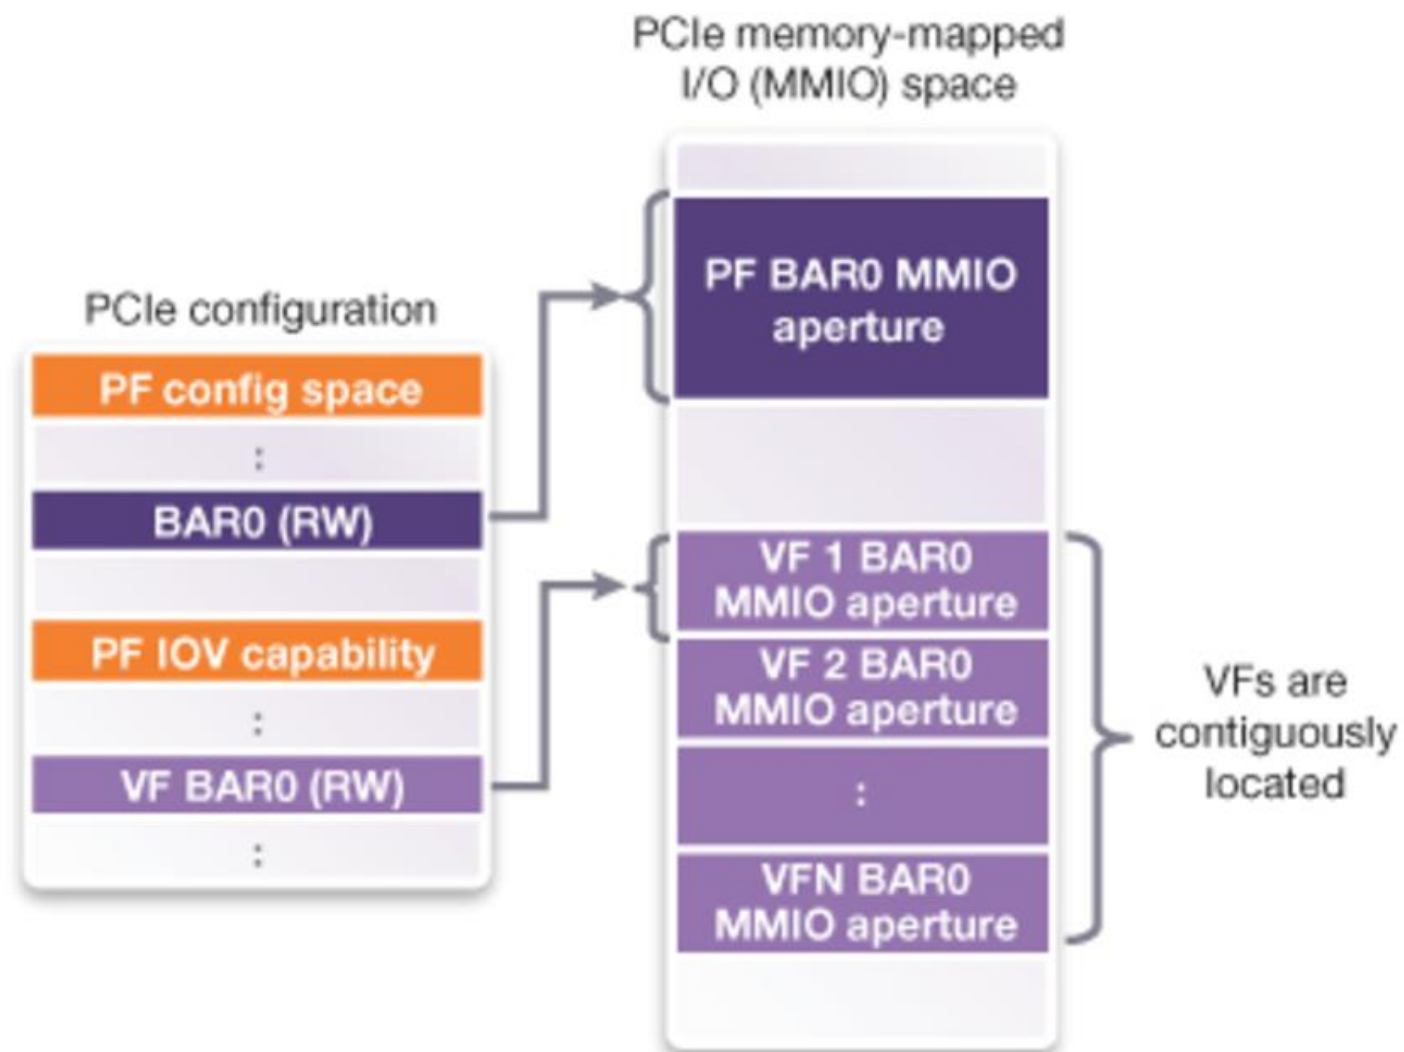 PCIe memory-mapped
I/O (MMIO) space
PF BAR0 MMIO
aperture
PCIe configuration
PF config space
:
BAR0 (RW)
PF IOV capability
:
VF BAR0 (RW)
:
VF 1 BAR0
MMIO aperture
VF 2 BAR0
MMIO aperture
:
VFN BAR0
MMIO aperture
VFs are
contiguously
located